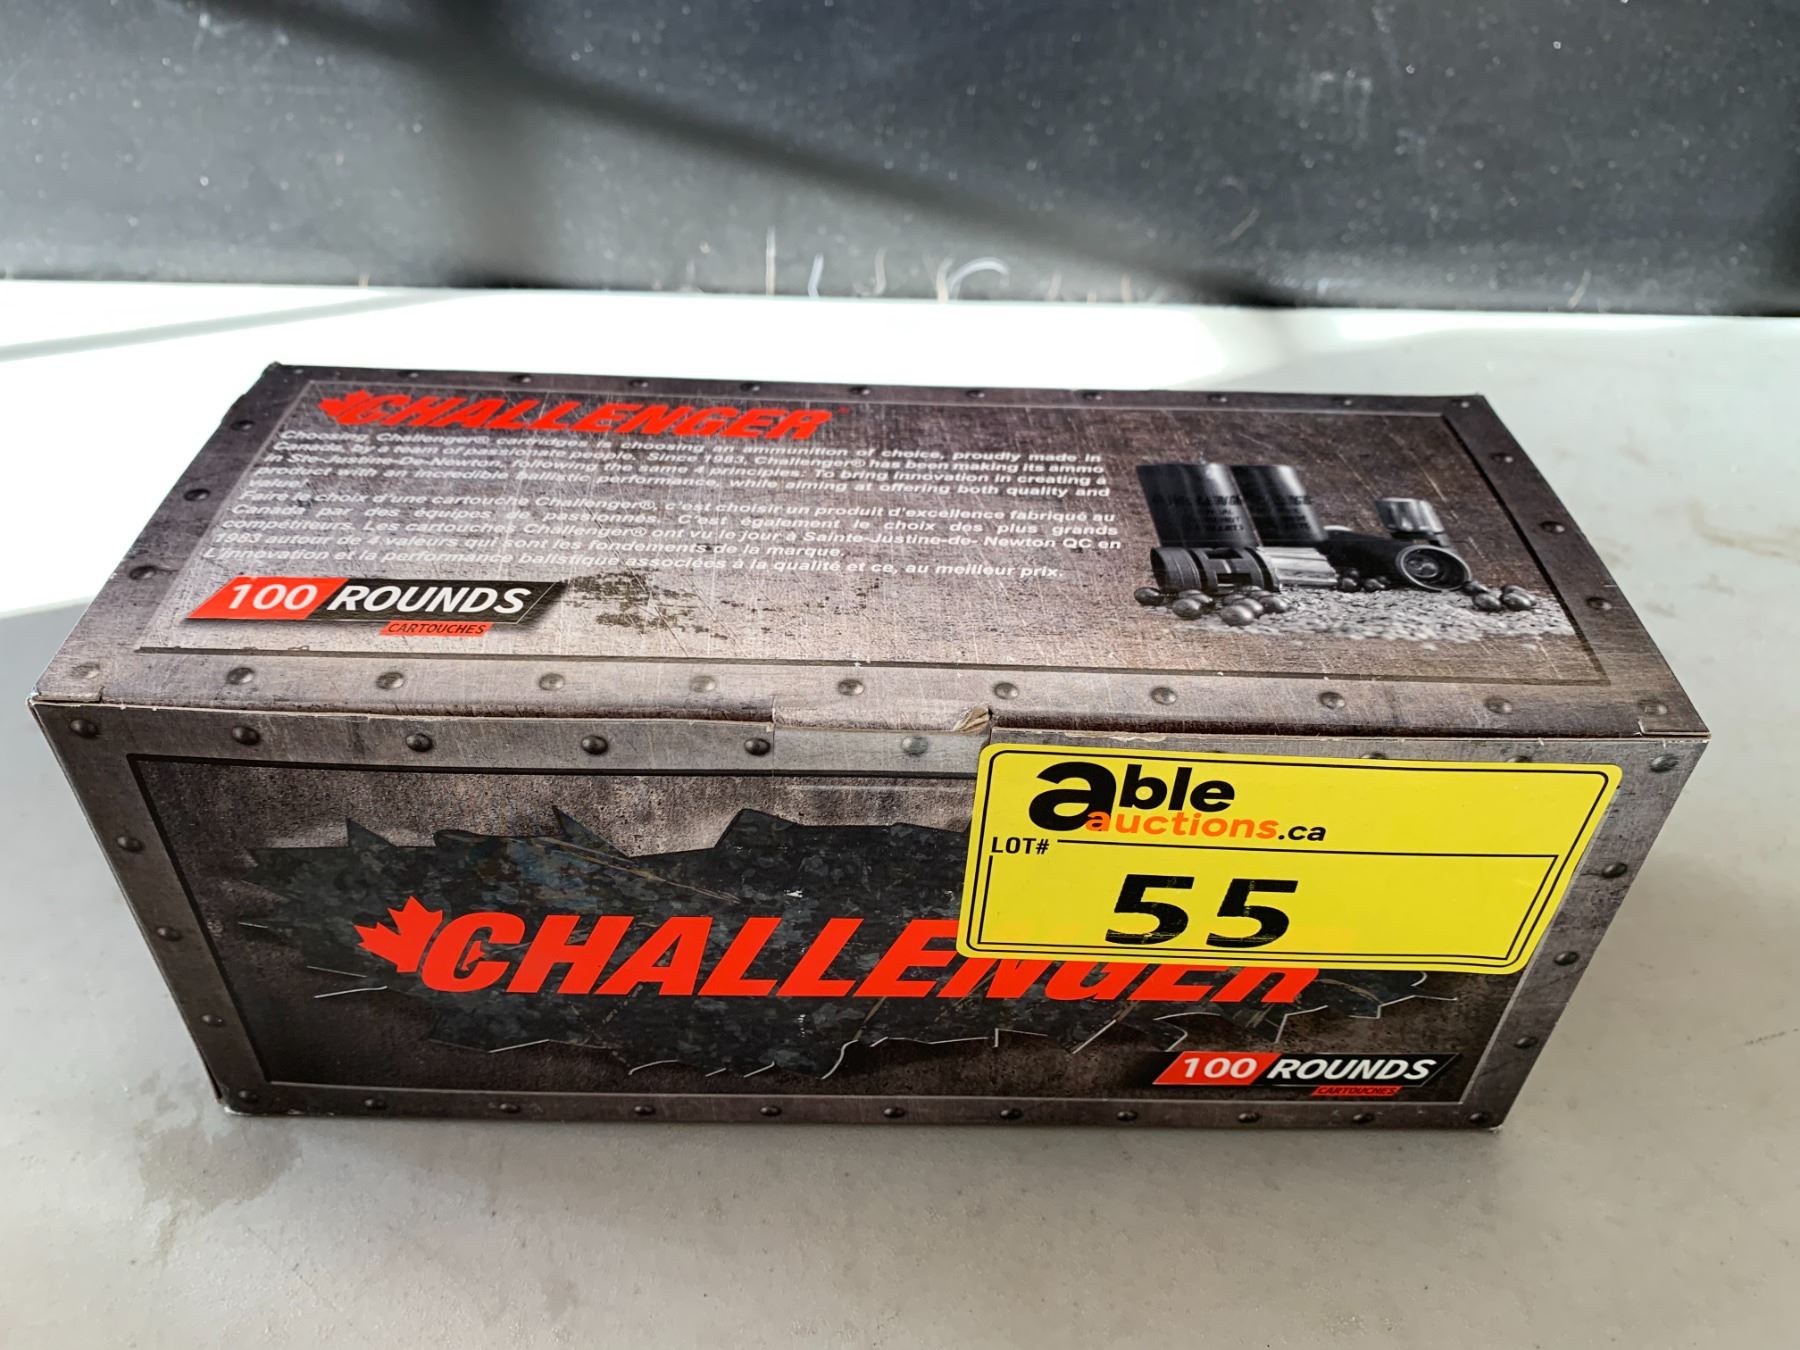 CHALLENGER
Choosing Challenger® cartridges is choosing an ammunition of choice, proudly made in
Canada, by a team of passionate people. Since 1983, Challenger® has been making its ammo
in Sainte-Justine-De-Newton, following the same 4 principles: To bring innovation in creating a
product with an incredible ballistic performance, while aiming at offering both quality and
value!
Faire le choix d'une cartouche Challenger®, c'est choisir un produit d'excellence fabriqué au
Canada par des équipes de passionnés. C'est également le choix des plus grands
compétiteurs. Les cartouches Challenger® ont vu le jour à Sainte-Justine-de- Newton QC en
1983 autour de 4 valeurs qui sont les fondements de la marque.
L'innovation et la performance balistique associées à la qualité et ce, au meilleur prix.
100 ROUNDS
CARTOUCHES
able
auctions.ca
LOT#
55
CHALLENGER
100 ROUNDS
CARTOUCHES